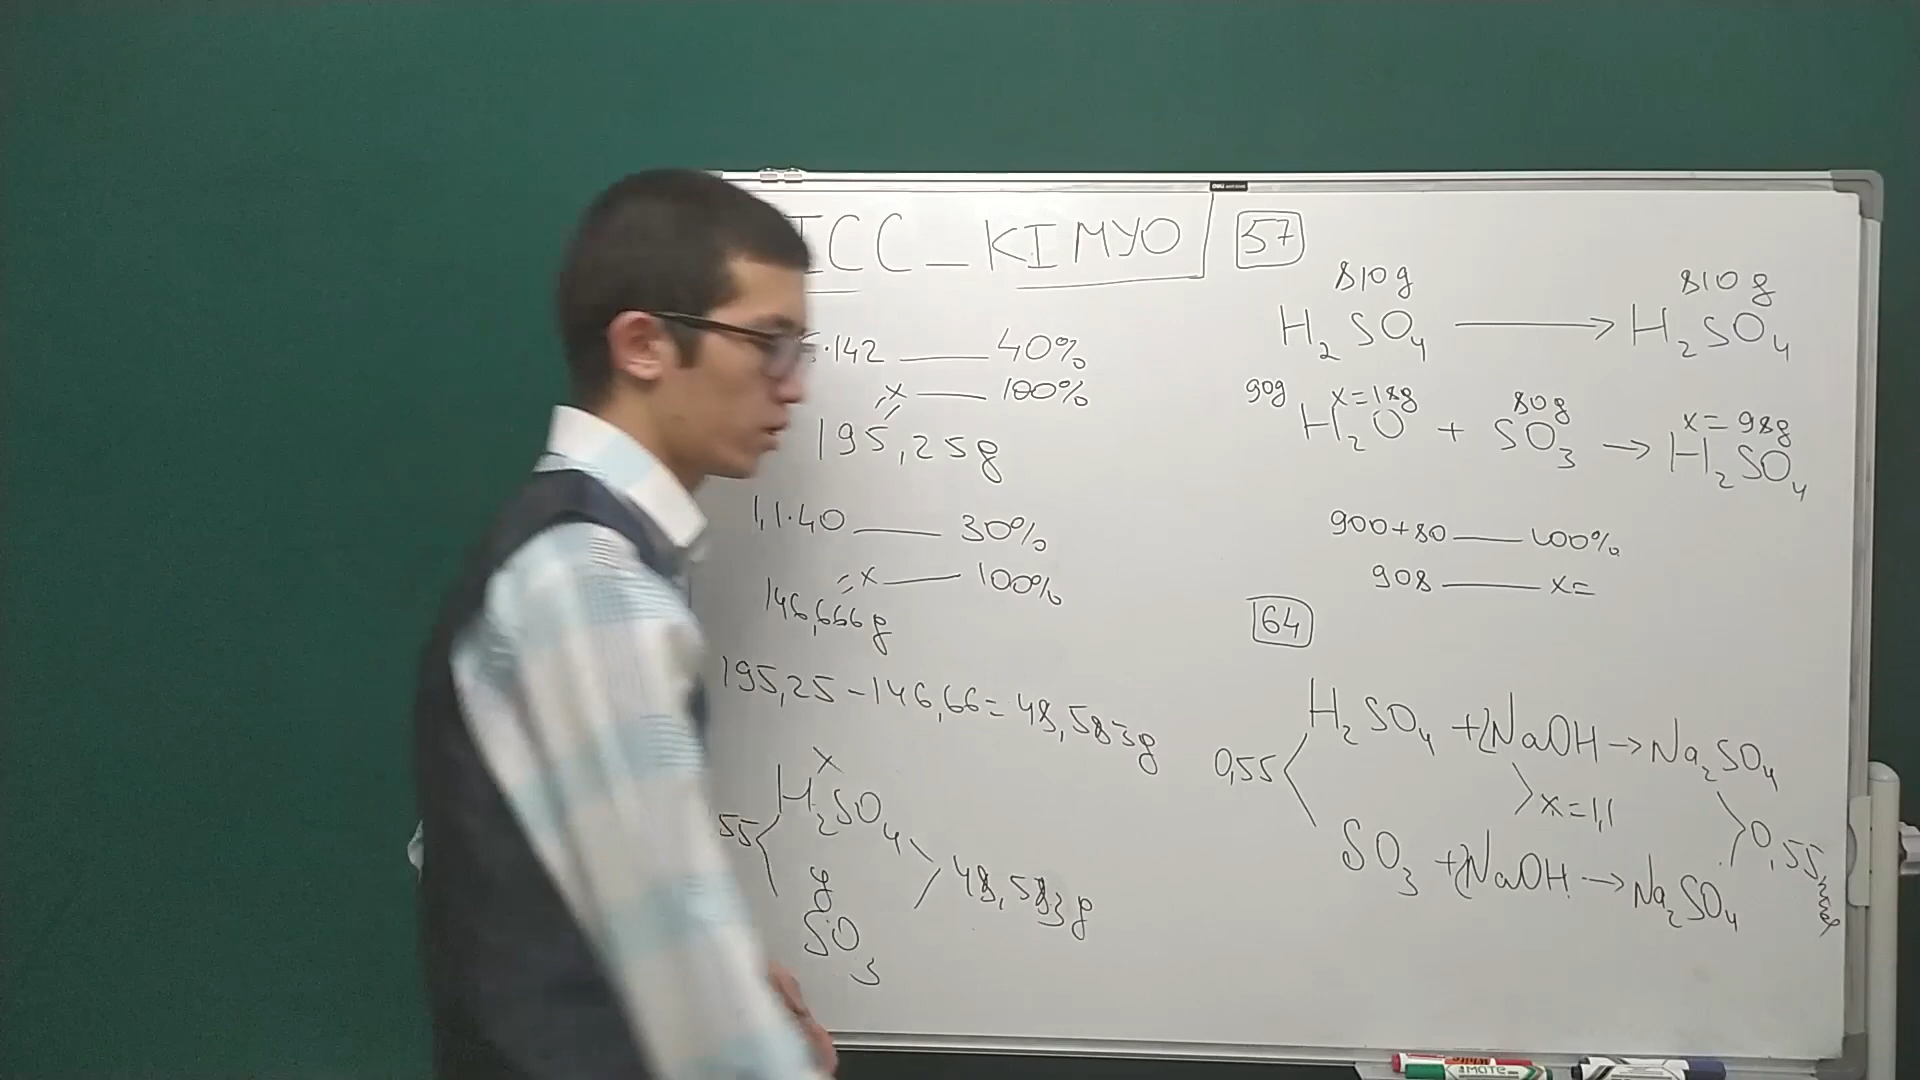 ICC_KIMYO
5·142 —— 40%
x —— 100%
195,25g
1,1·40 —— 30%
x —— 100%
146,666g
195,25-146,66=48,583g
x
H₂SO₄
55
y
SO₃
48,583g
57
810g 810g
H₂SO₄ → H₂SO₄
90g x=18g 80g x=98g
H₂O + SO₃ → H₂SO₄
900+80 —— 100%
908 —— x=
64
H₂SO₄ +2NaOH → Na₂SO₄
0,55 x=1,1 0,55
SO₃ +2NaOH → Na₂SO₄